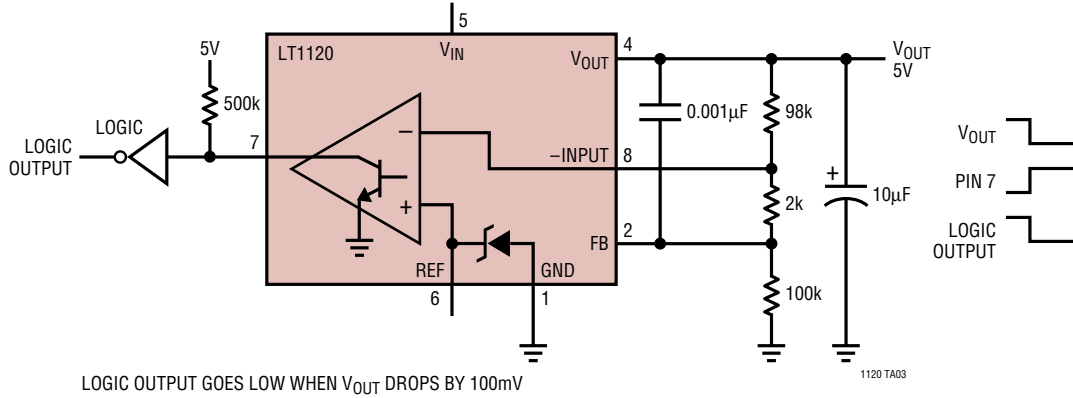 5
V_IN
LT1120
V_OUT
4
V_OUT
5V
5V
500k
LOGIC
LOGIC
OUTPUT
7
–
+
–INPUT
8
0.001µF
98k
2k
+
10µF
FB
2
REF
6
GND
1
100k
V_OUT
PIN 7
LOGIC
OUTPUT
1120 TA03
LOGIC OUTPUT GOES LOW WHEN V_OUT DROPS BY 100mV